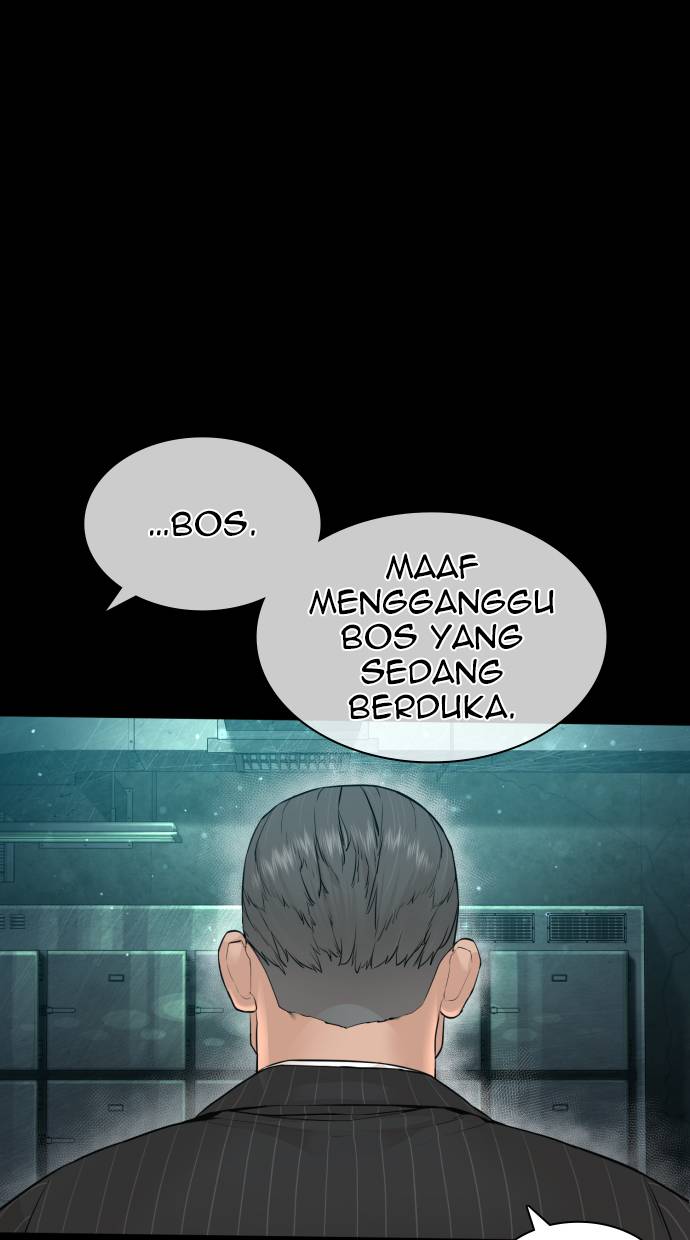 ...BOS.
MAAF
MENGGANGGU
BOS YANG
SEDANG
BERDUKA.